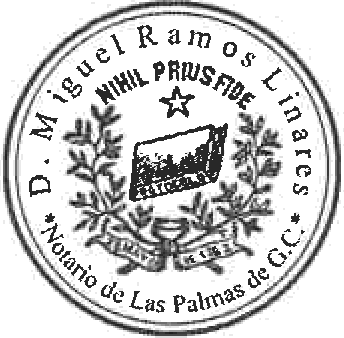 D. Miguel Ramos Linares
NIHIL PRIUS FIDE
*Notario de Las Palmas de G.C.*